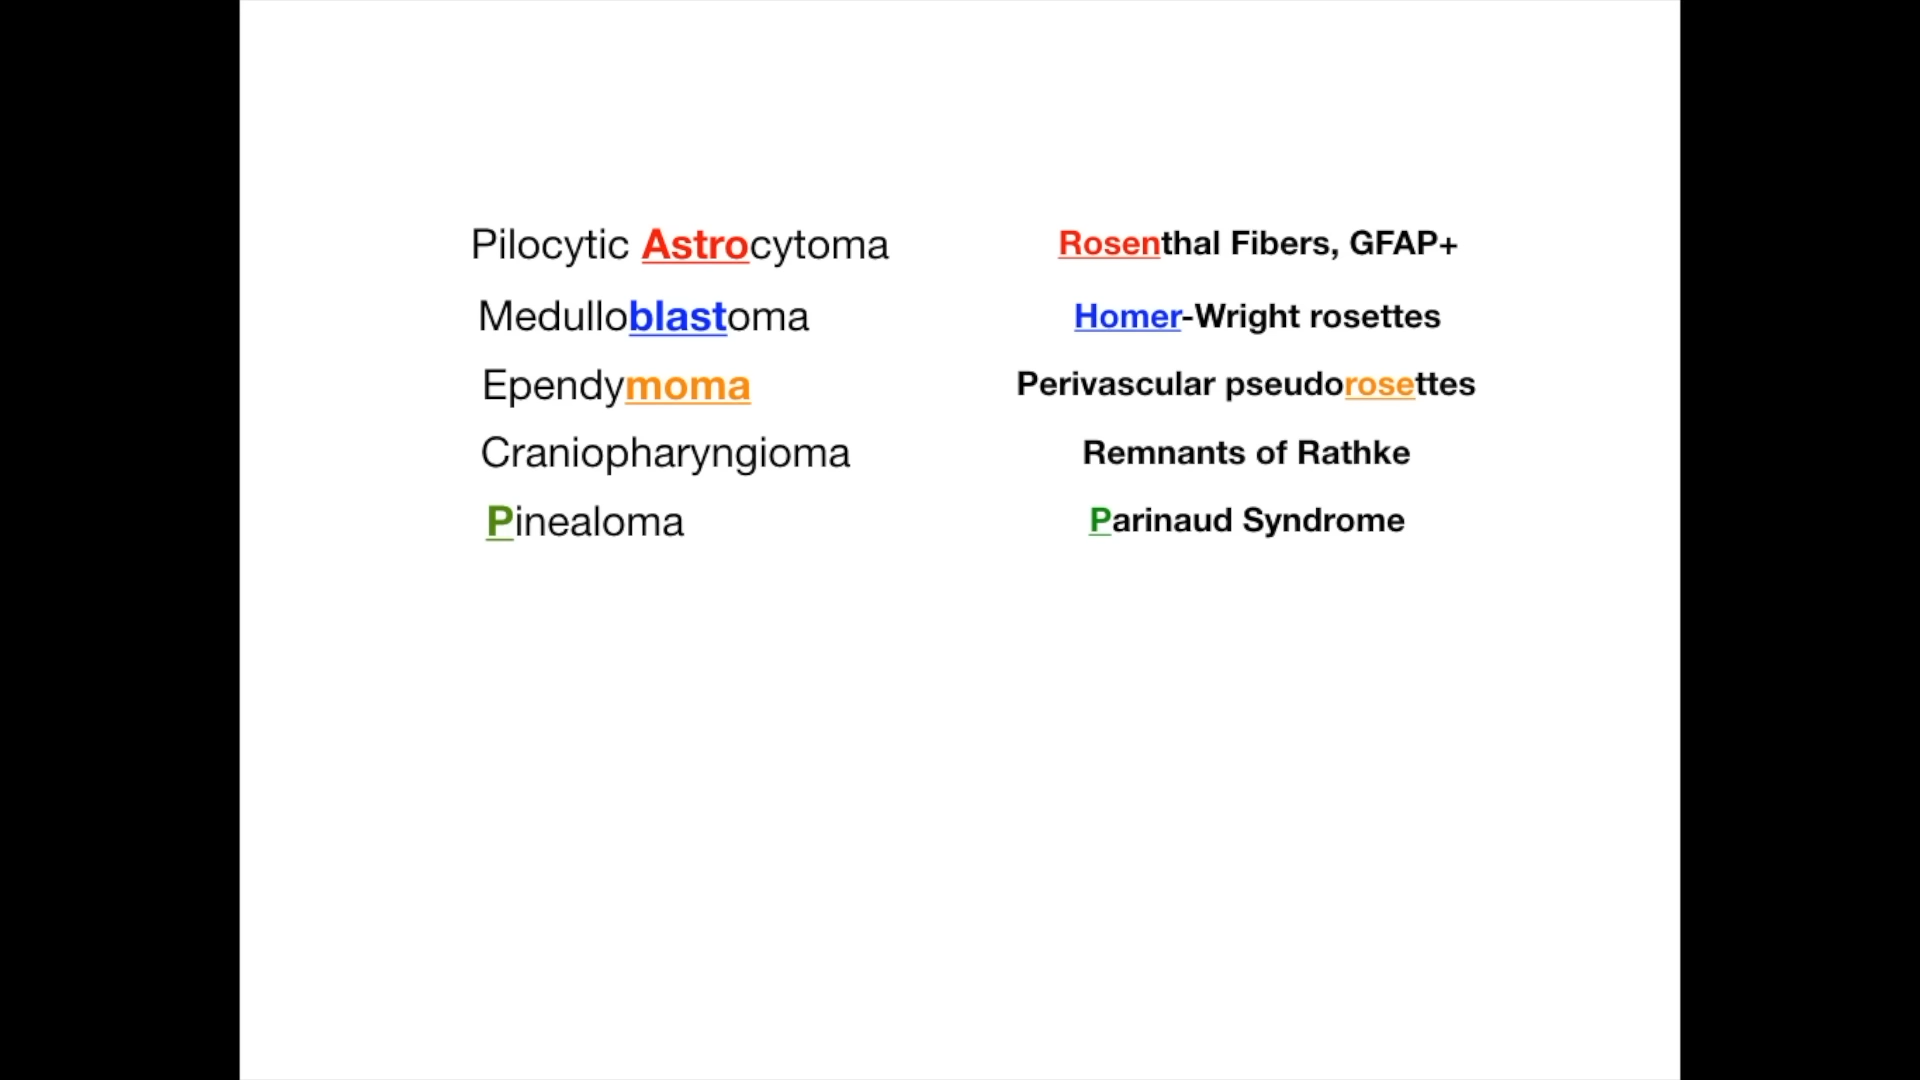 Pilocytic Astrocytoma Rosenthal Fibers, GFAP+
Medulloblastoma Homer-Wright rosettes
Ependymoma Perivascular pseudorosettes
Craniopharyngioma Remnants of Rathke
Pinealoma Parinaud Syndrome